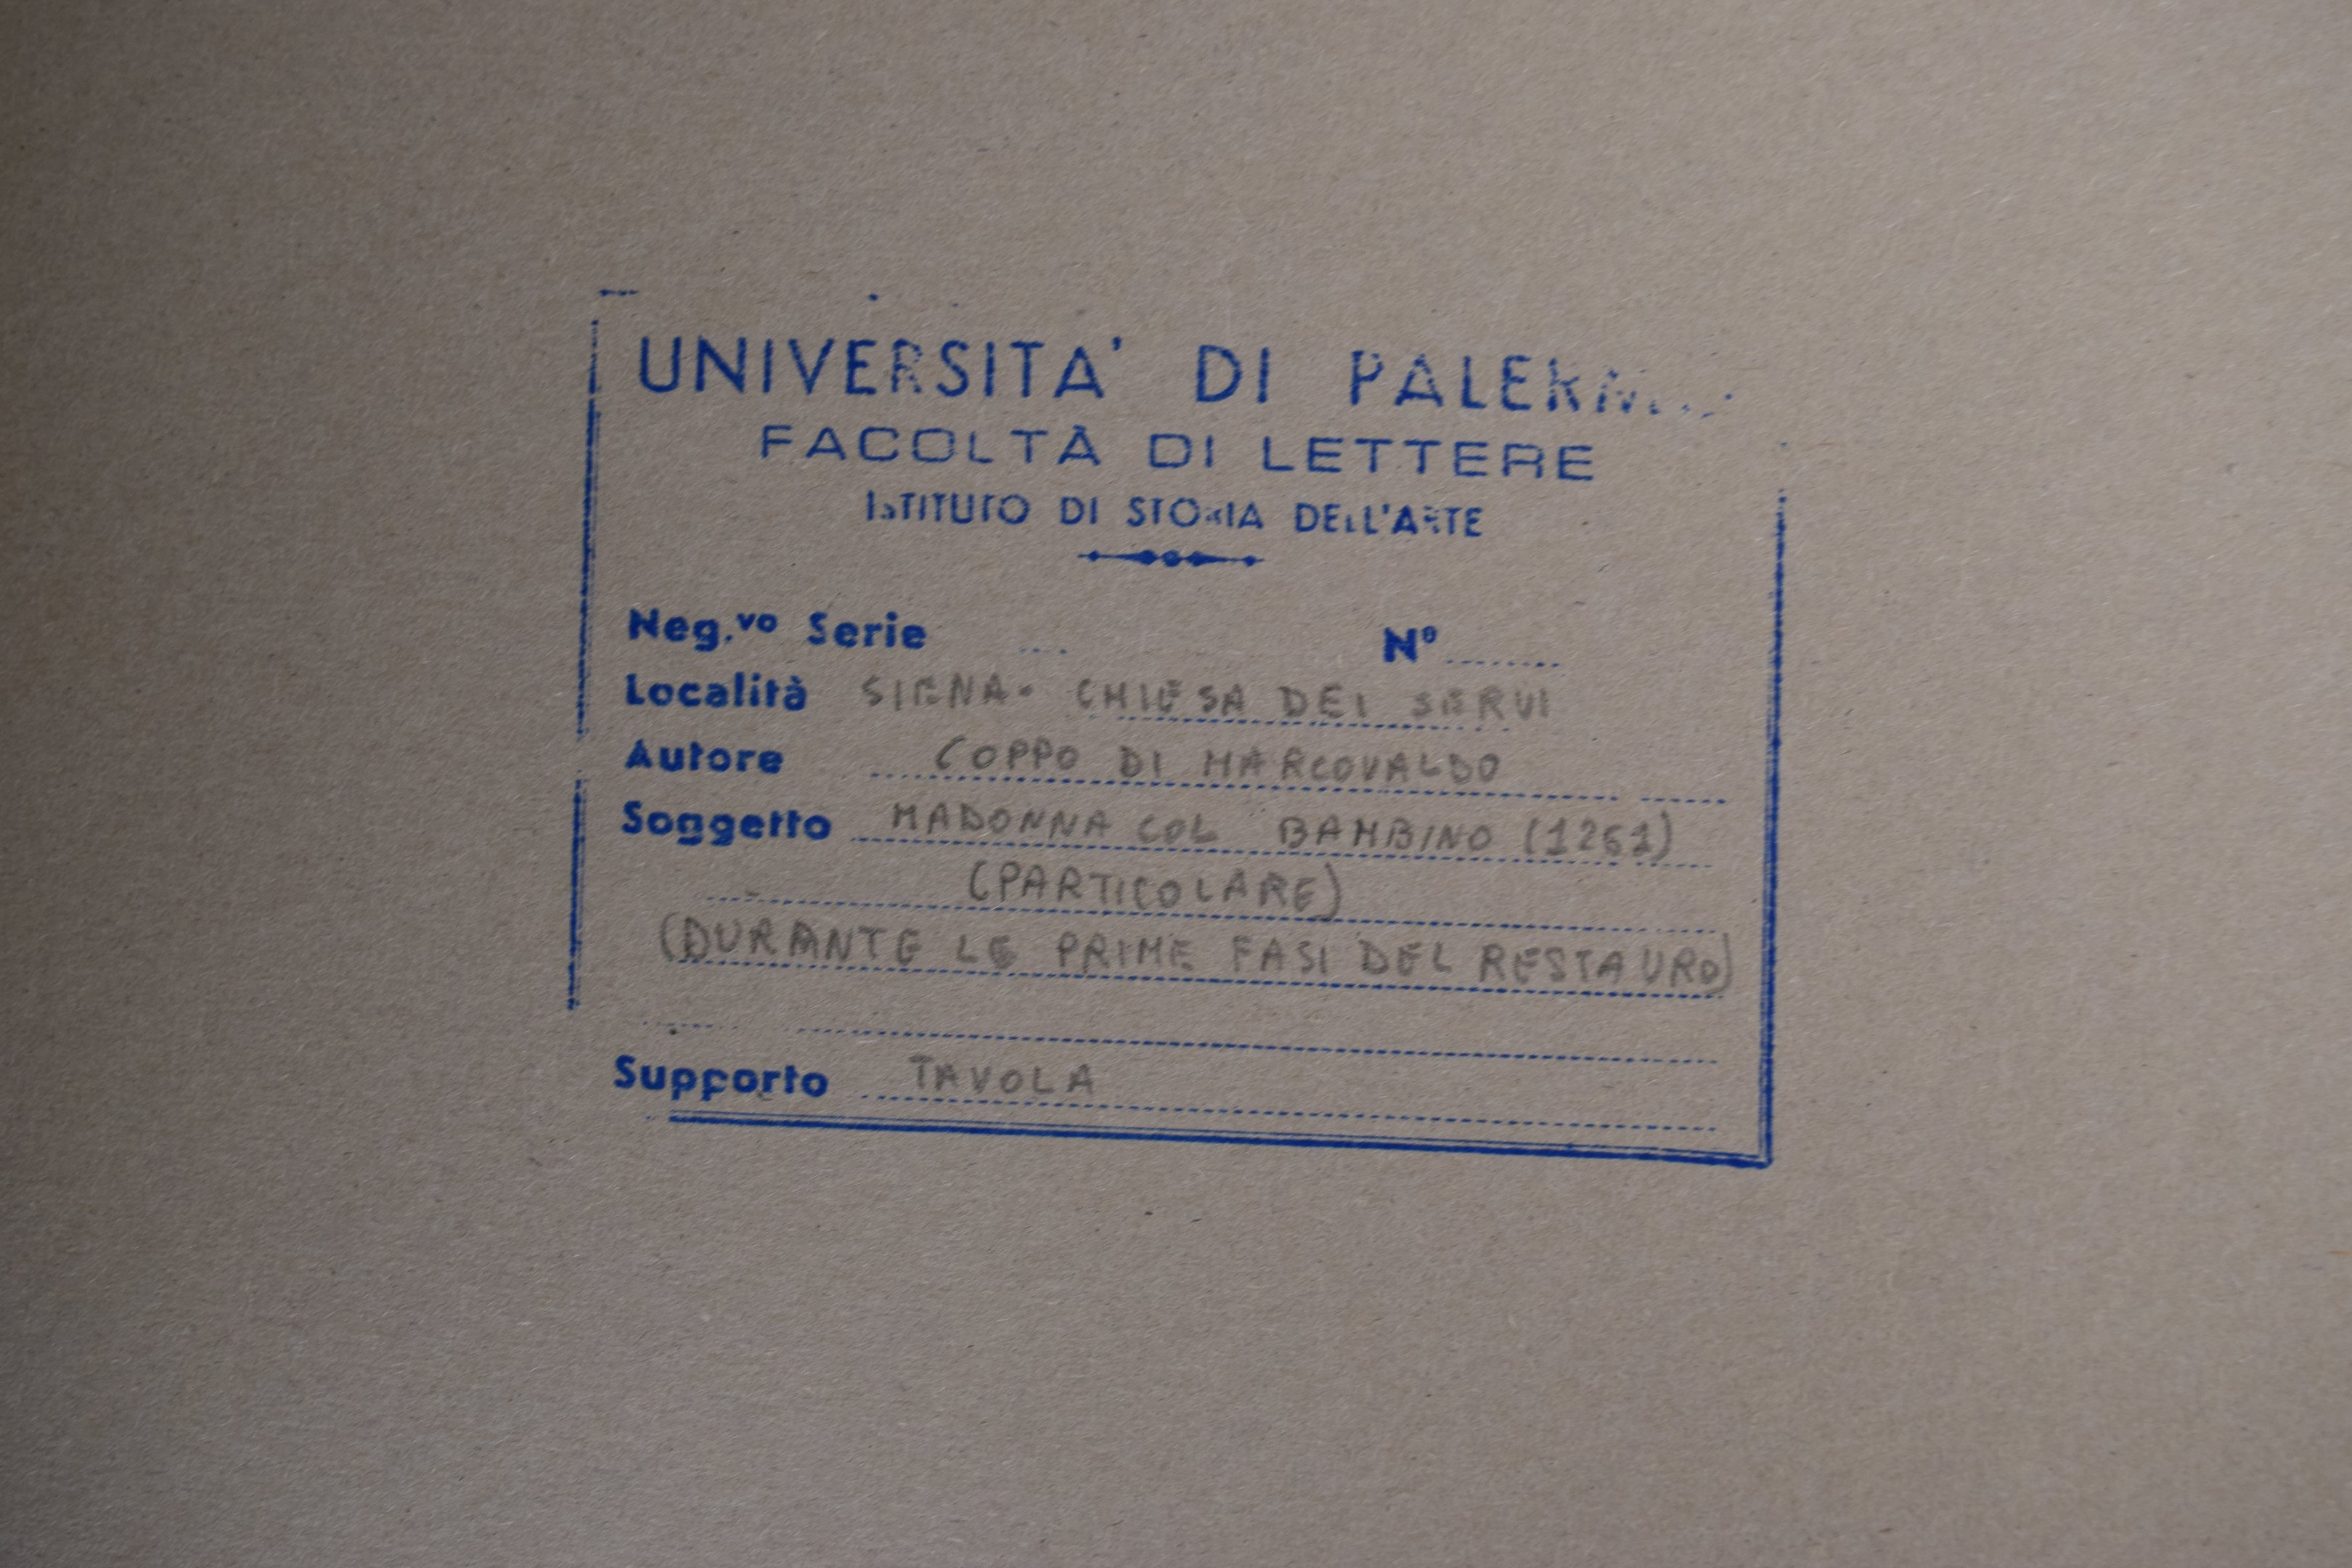 UNIVERSITA' DI PALERMO
FACOLTÀ DI LETTERE
ISTITUTO DI STORIA DELL'ARTE
Neg.vo Serie N°
Località SIENA - CHIESA DEI SERVI
Autore COPPO DI MARCOVALDO
Soggetto MADONNA COL BAMBINO (1261)
(PARTICOLARE)
(DURANTE LE PRIME FASI DEL RESTAURO)
Supporto TAVOLA